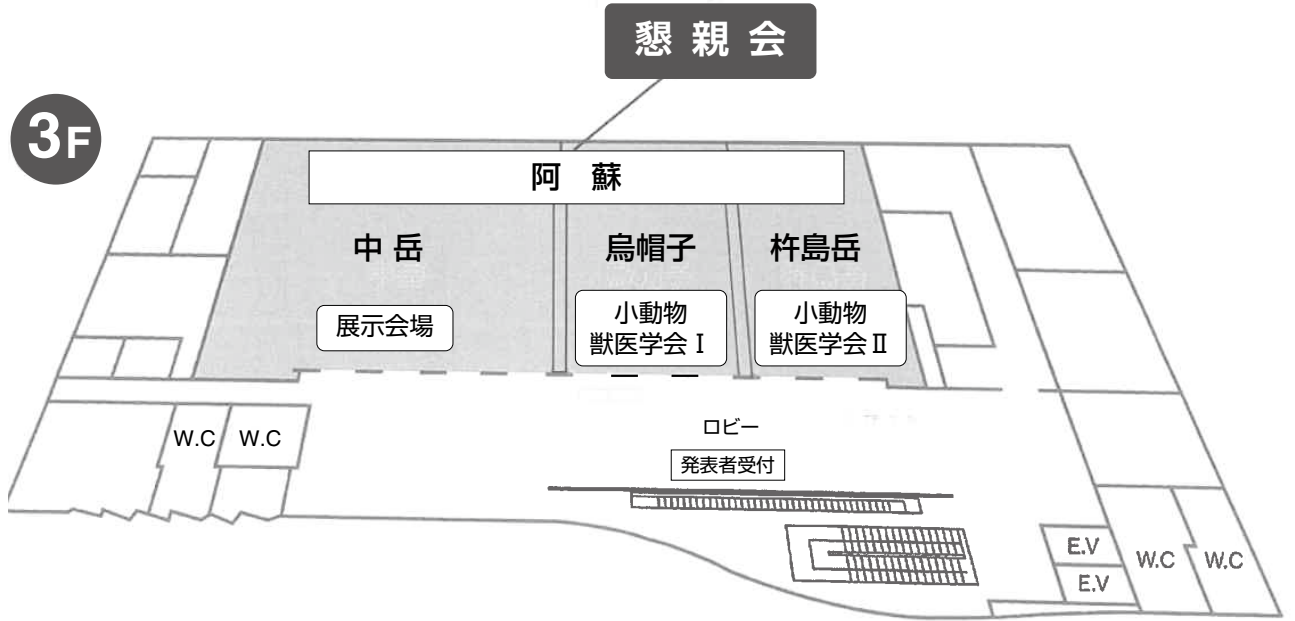 懇親会
3F
阿蘇
中岳
烏帽子
杵島岳
展示会場
小動物
獣医学会Ⅰ
小動物
獣医学会Ⅱ
W.C
W.C
ロビー
発表者受付
E.V
E.V
W.C
W.C